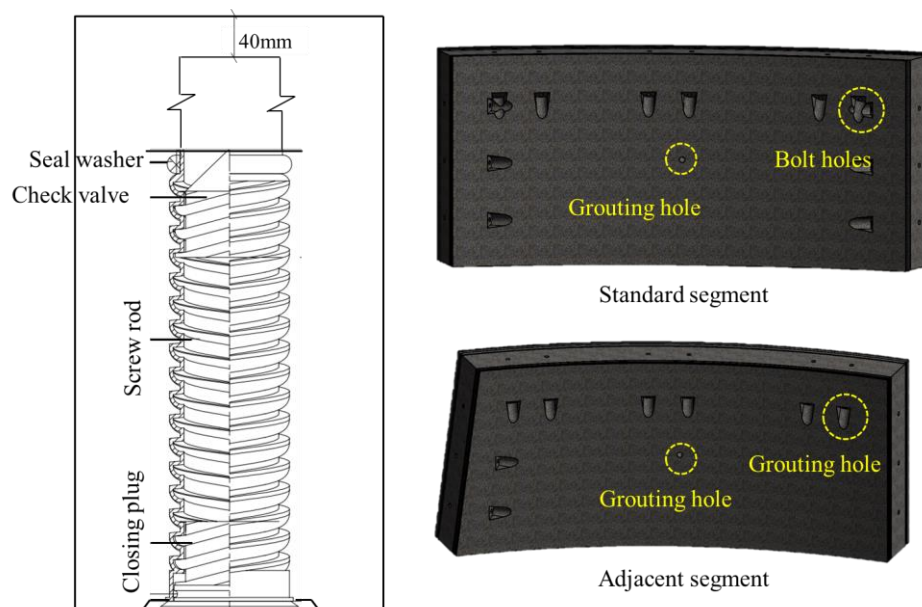 40mm
Seal washer
Check valve
Screw rod
Closing plug
Bolt holes
Grouting hole
Standard segment
Grouting hole
Grouting hole
Adjacent segment